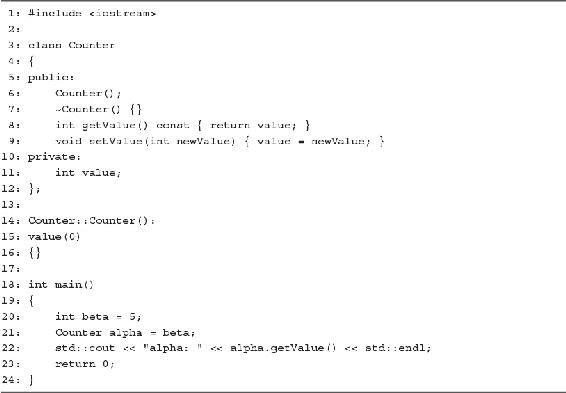 1: #include <iostream>
2:
3: class Counter
4: {
5: public:
6:     Counter();
7:     ~Counter() {}
8:     int getValue() const { return value; }
9:     void setValue(int newValue) { value = newValue; }
10: private:
11:     int value;
12: };
13:
14: Counter::Counter():
15: value(0)
16: {}
17:
18: int main()
19: {
20:     int beta = 5;
21:     Counter alpha = beta;
22:     std::cout << "alpha: " << alpha.getValue() << std::endl;
23:     return 0;
24: }